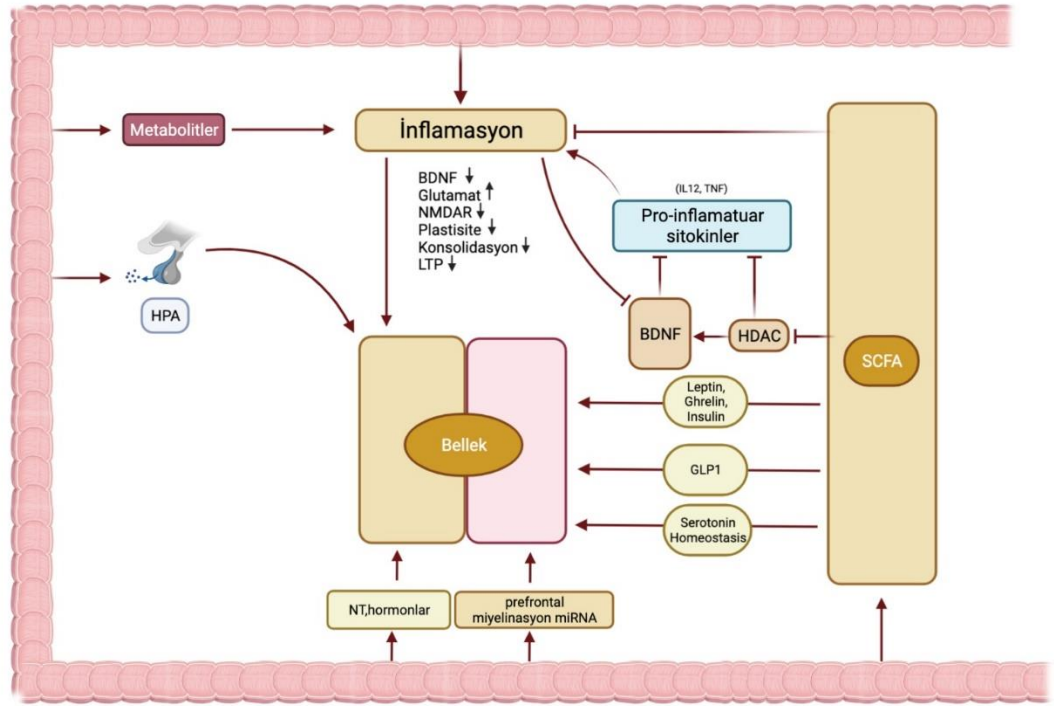 Metabolitler
İnflamasyon
BDNF ↓
Glutamat ↑
NMDAR ↓
Plastisite ↓
Konsolidasyon ↓
LTP ↓
(IL12, TNF)
Pro-inflamatuar
sitokinler
HPA
BDNF
HDAC
SCFA
Leptin,
Ghrelin,
Insulin
Bellek
GLP1
Serotonin
Homeostasis
NT,hormonlar
prefrontal
miyelinasyon miRNA